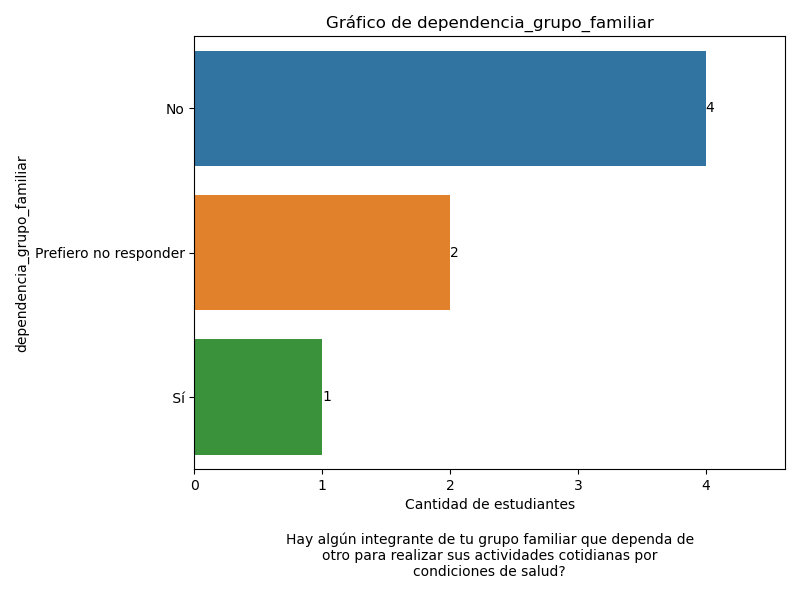 Gráfico de dependencia_grupo_familiar
dependencia_grupo_familiar
No
4
Prefiero no responder
2
Sí
1
0 1 2 3 4
Cantidad de estudiantes
Hay algún integrante de tu grupo familiar que dependa de
otro para realizar sus actividades cotidianas por
condiciones de salud?